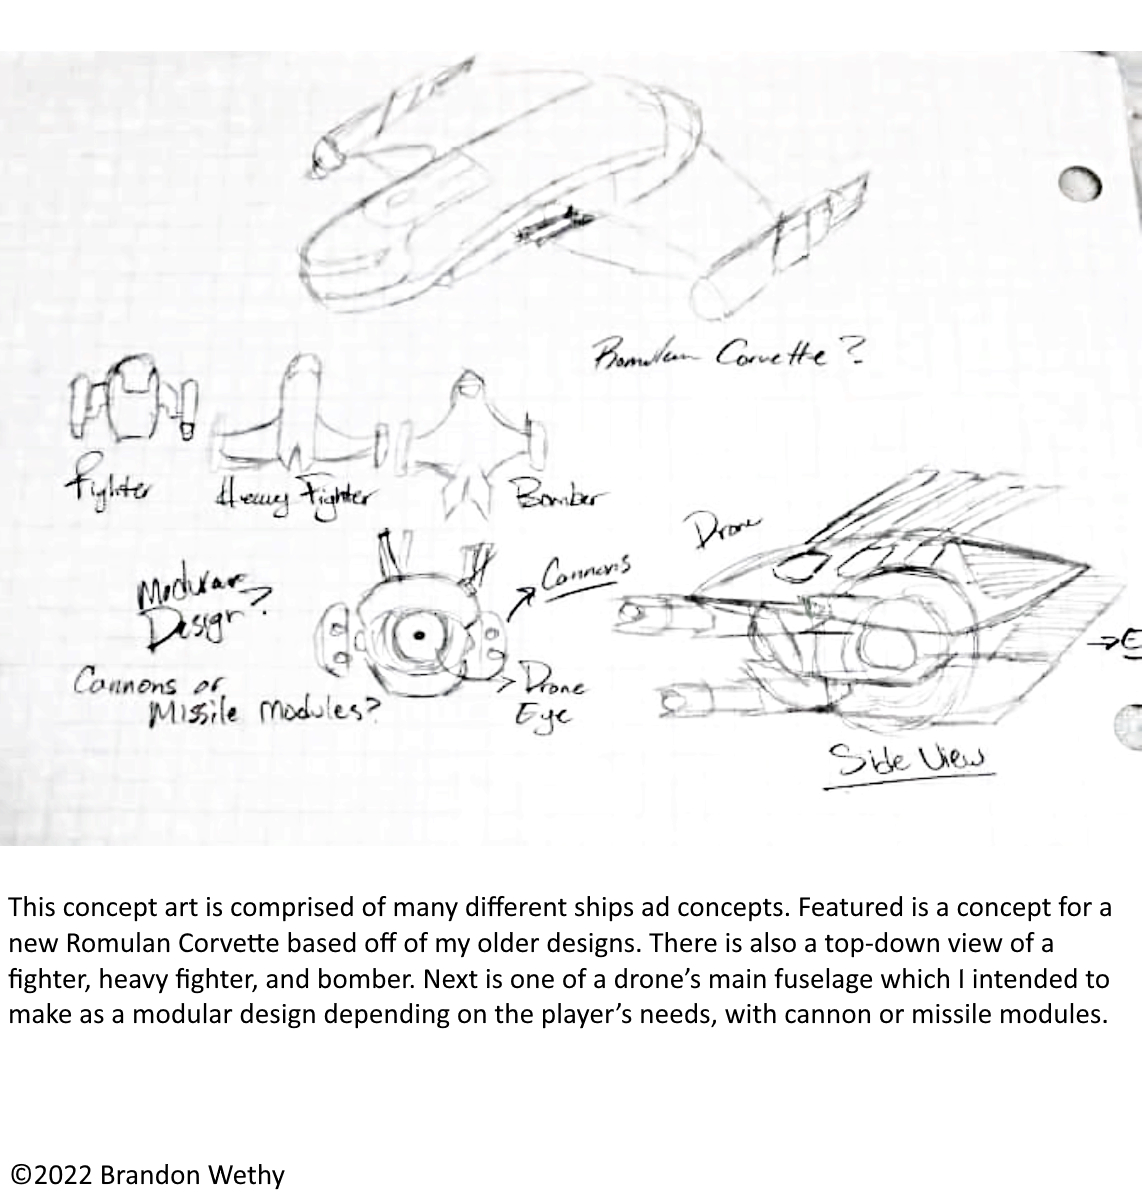 Romulan Corvette?
Fighter
Heavy Fighter
Bomber
Drone
Cannons
Modular
Design?
Cannons or
Missile Modules?
Drone
Eye
Side View
This concept art is comprised of many different ships ad concepts. Featured is a concept for a
new Romulan Corvette based off of my older designs. There is also a top-down view of a
fighter, heavy fighter, and bomber. Next is one of a drone’s main fuselage which I intended to
make as a modular design depending on the player’s needs, with cannon or missile modules.
©2022 Brandon Wethy